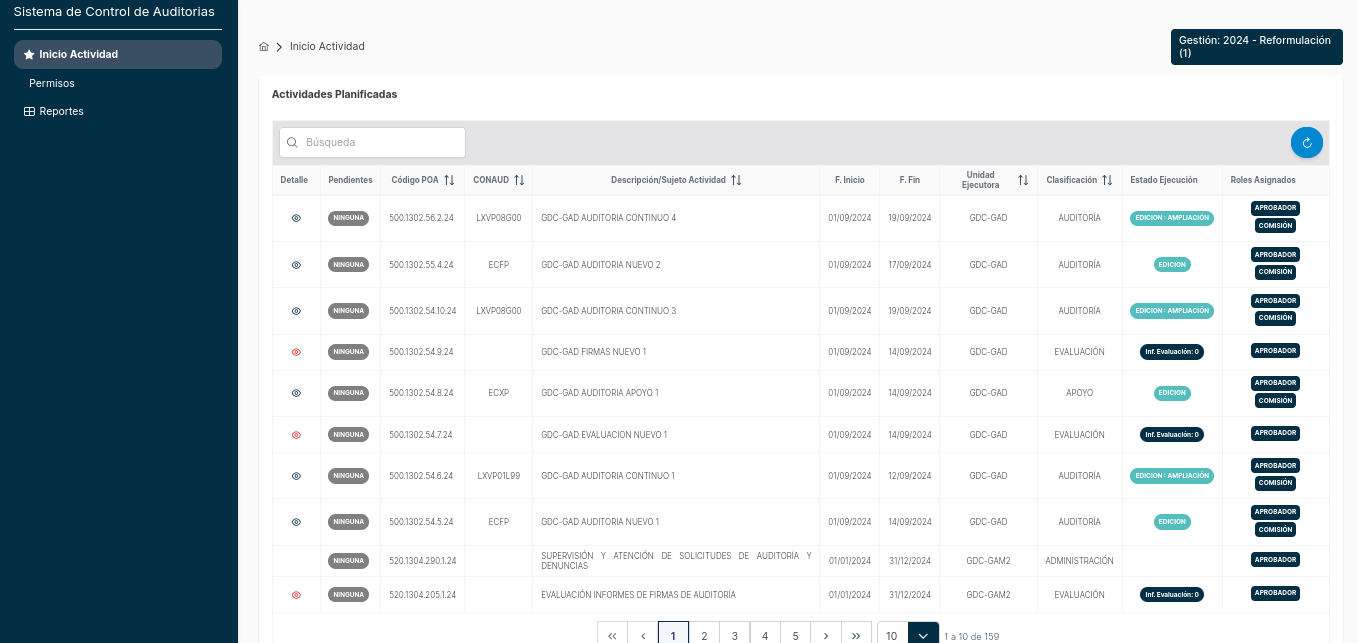 Sistema de Control de Auditorias
Inicio Actividad
Permisos
Reportes
Inicio Actividad
Gestión: 2024 - Reformulación
(1)
Actividades Planificadas
Búsqueda
Detalle Pendientes Código POA CONAUD Descripción/Sujeto Actividad F. Inicio F. Fin Unidad Ejecutora Clasificación Estado Ejecución Roles Asignados
NINGUNA 500.1302.56.2.24 LXVP08G00 GDC-GAD AUDITORIA CONTINUO 4 01/09/2024 19/09/2024 GDC-GAD AUDITORÍA EDICION : AMPLIACIÓN APROBADOR COMISIÓN
NINGUNA 500.1302.55.4.24 ECFP GDC-GAD AUDITORIA NUEVO 2 01/09/2024 17/09/2024 GDC-GAD AUDITORÍA EDICION APROBADOR COMISIÓN
NINGUNA 500.1302.54.10.24 LXVP08G00 GDC-GAD AUDITORIA CONTINUO 3 01/09/2024 19/09/2024 GDC-GAD AUDITORÍA EDICION : AMPLIACIÓN APROBADOR COMISIÓN
NINGUNA 500.1302.54.9.24 GDC-GAD FIRMAS NUEVO 1 01/09/2024 14/09/2024 GDC-GAD EVALUACIÓN Inf. Evaluación: 0 APROBADOR
NINGUNA 500.1302.54.8.24 ECXP GDC-GAD AUDITORIA APOYO 1 01/09/2024 14/09/2024 GDC-GAD APOYO EDICION APROBADOR COMISIÓN
NINGUNA 500.1302.54.7.24 GDC-GAD EVALUACION NUEVO 1 01/09/2024 14/09/2024 GDC-GAD EVALUACIÓN Inf. Evaluación: 0 APROBADOR
NINGUNA 500.1302.54.6.24 LXVP01L99 GDC-GAD AUDITORIA CONTINUO 1 01/09/2024 12/09/2024 GDC-GAD AUDITORÍA EDICION : AMPLIACIÓN APROBADOR COMISIÓN
NINGUNA 500.1302.54.5.24 ECFP GDC-GAD AUDITORIA NUEVO 1 01/09/2024 14/09/2024 GDC-GAD AUDITORÍA EDICION APROBADOR COMISIÓN
NINGUNA 520.1304.290.1.24 SUPERVISIÓN Y ATENCIÓN DE SOLICITUDES DE AUDITORÍA Y DENUNCIAS 01/01/2024 31/12/2024 GDC-GAM2 ADMINISTRACIÓN APROBADOR
NINGUNA 520.1304.205.1.24 EVALUACIÓN INFORMES DE FIRMAS DE AUDITORÍA 01/01/2024 31/12/2024 GDC-GAM2 EVALUACIÓN Inf. Evaluación: 0 APROBADOR
« ‹ 1 2 3 4 5 › » 10 1 a 10 de 159